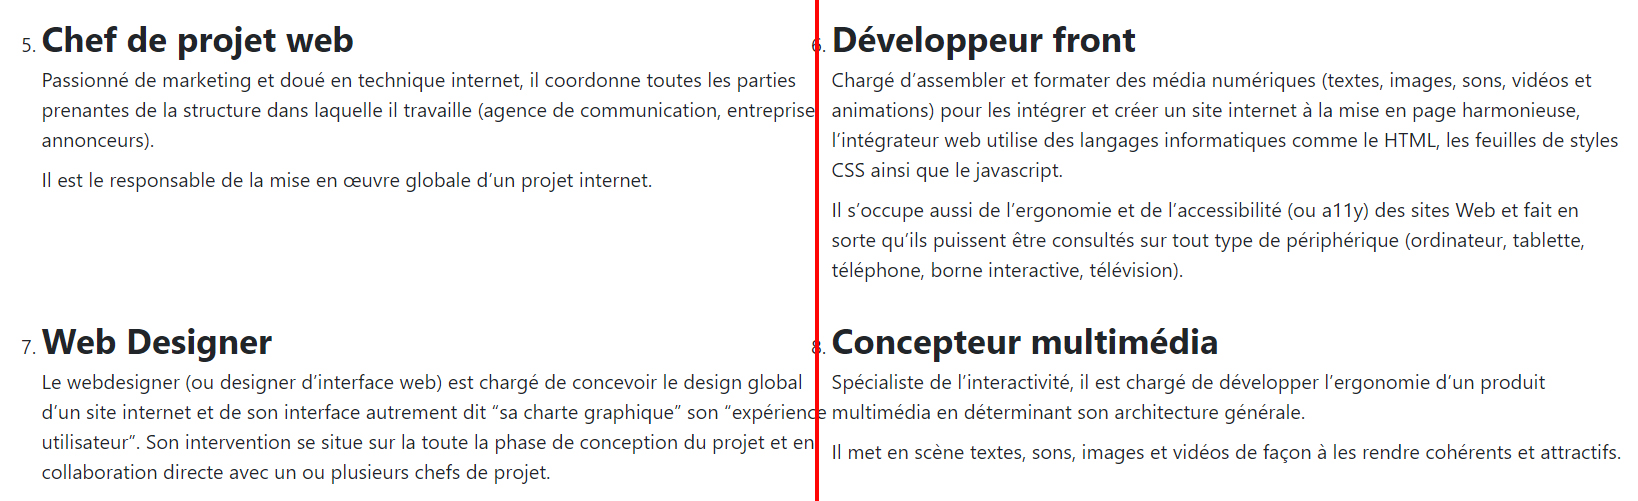 5. Chef de projet web
Passionné de marketing et doué en technique internet, il coordonne toutes les parties
prenantes de la structure dans laquelle il travaille (agence de communication, entreprise
annonceurs).
Il est le responsable de la mise en œuvre globale d’un projet internet.
6. Développeur front
Chargé d’assembler et formater des média numériques (textes, images, sons, vidéos et
animations) pour les intégrer et créer un site internet à la mise en page harmonieuse,
l’intégrateur web utilise des langages informatiques comme le HTML, les feuilles de styles
CSS ainsi que le javascript.
Il s’occupe aussi de l’ergonomie et de l’accessibilité (ou a11y) des sites Web et fait en
sorte qu’ils puissent être consultés sur tout type de périphérique (ordinateur, tablette,
téléphone, borne interactive, télévision).
7. Web Designer
Le webdesigner (ou designer d’interface web) est chargé de concevoir le design global
d’un site internet et de son interface autrement dit “sa charte graphique” son “expérience
utilisateur”. Son intervention se situe sur la toute la phase de conception du projet et en
collaboration directe avec un ou plusieurs chefs de projet.
8. Concepteur multimédia
Spécialiste de l’interactivité, il est chargé de développer l’ergonomie d’un produit
multimédia en déterminant son architecture générale.
Il met en scène textes, sons, images et vidéos de façon à les rendre cohérents et attractifs.